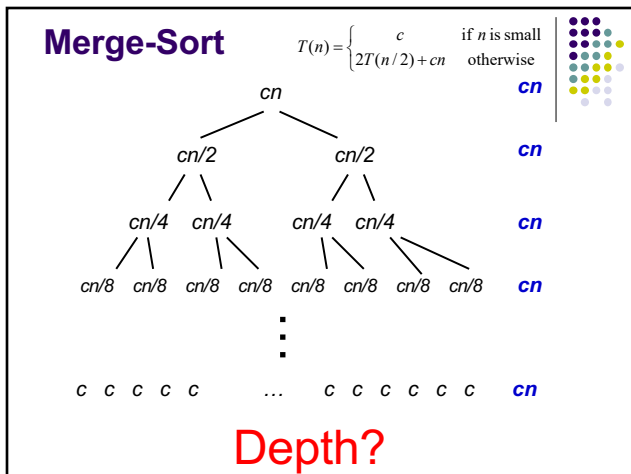 Merge-Sort
T(n) = { c if n is small
2T(n/2) + cn otherwise
cn cn
cn/2 cn/2 cn
cn/4 cn/4 cn/4 cn/4 cn
cn/8 cn/8 cn/8 cn/8 cn/8 cn/8 cn/8 cn/8 cn
⋮
c c c c c … c c c c c c cn
Depth?